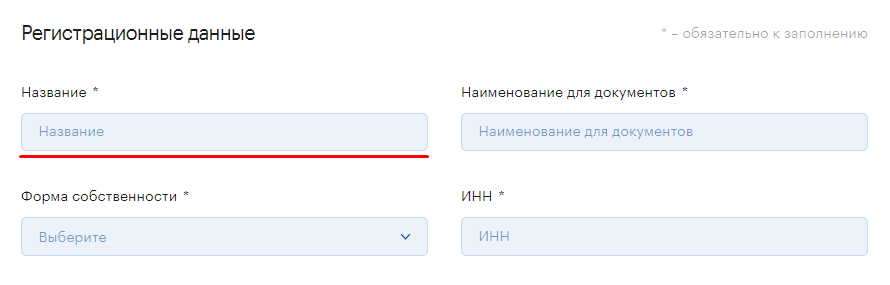 Регистрационные данные
* – обязательно к заполнению
Название *
Наименование для документов *
Название
Наименование для документов
Форма собственности *
ИНН *
Выберите
ИНН